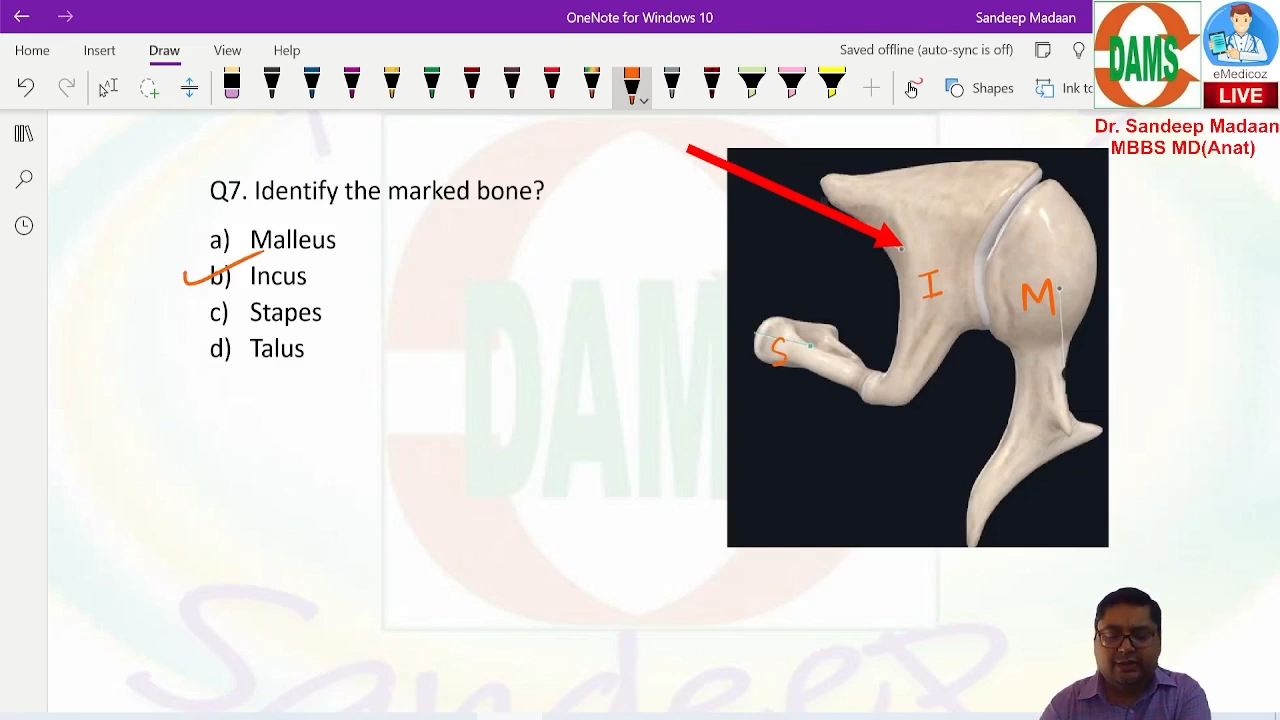 OneNote for Windows 10
Sandeep Madaan
Home Insert Draw View Help
Saved offline (auto-sync is off)
Shapes
Ink to
DAMS
eMedicoz
LIVE
Dr. Sandeep Madaan
MBBS MD(Anat)
Q7. Identify the marked bone?
a) Malleus
b) Incus
c) Stapes
d) Talus
I
M
S
DAMS
Sandeep